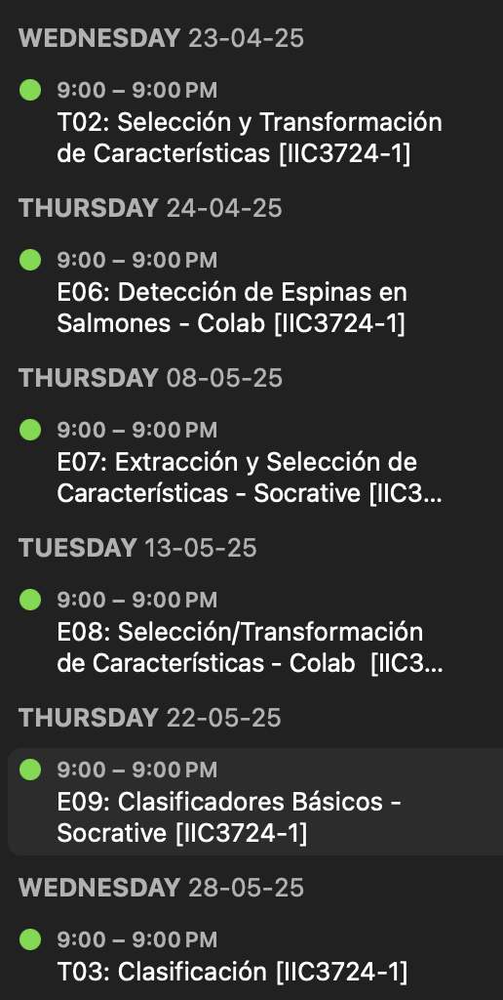 WEDNESDAY 23-04-25
9:00 – 9:00 PM
T02: Selección y Transformación
de Características [IIC3724-1]
THURSDAY 24-04-25
9:00 – 9:00 PM
E06: Detección de Espinas en
Salmones - Colab [IIC3724-1]
THURSDAY 08-05-25
9:00 – 9:00 PM
E07: Extracción y Selección de
Características - Socrative [IIC3...
TUESDAY 13-05-25
9:00 – 9:00 PM
E08: Selección/Transformación
de Características - Colab  [IIC3...
THURSDAY 22-05-25
9:00 – 9:00 PM
E09: Clasificadores Básicos -
Socrative [IIC3724-1]
WEDNESDAY 28-05-25
9:00 – 9:00 PM
T03: Clasificación [IIC3724-1]